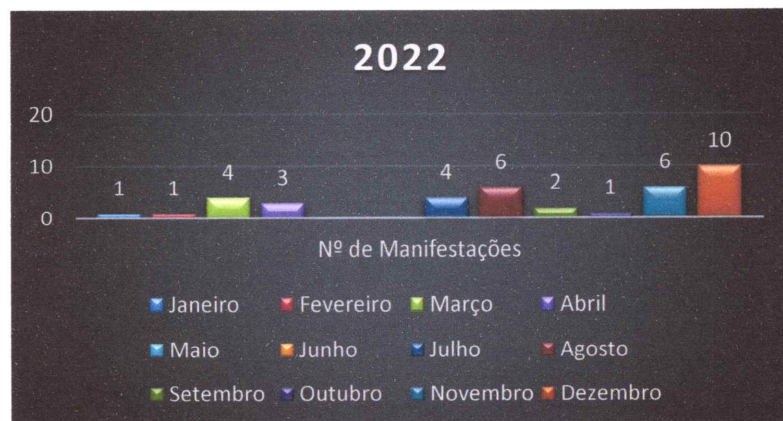 2022
20
10
0
1 1 4 3 4 6 2 1 6 10
Nº de Manifestações
Janeiro Fevereiro Março Abril
Maio Junho Julho Agosto
Setembro Outubro Novembro Dezembro